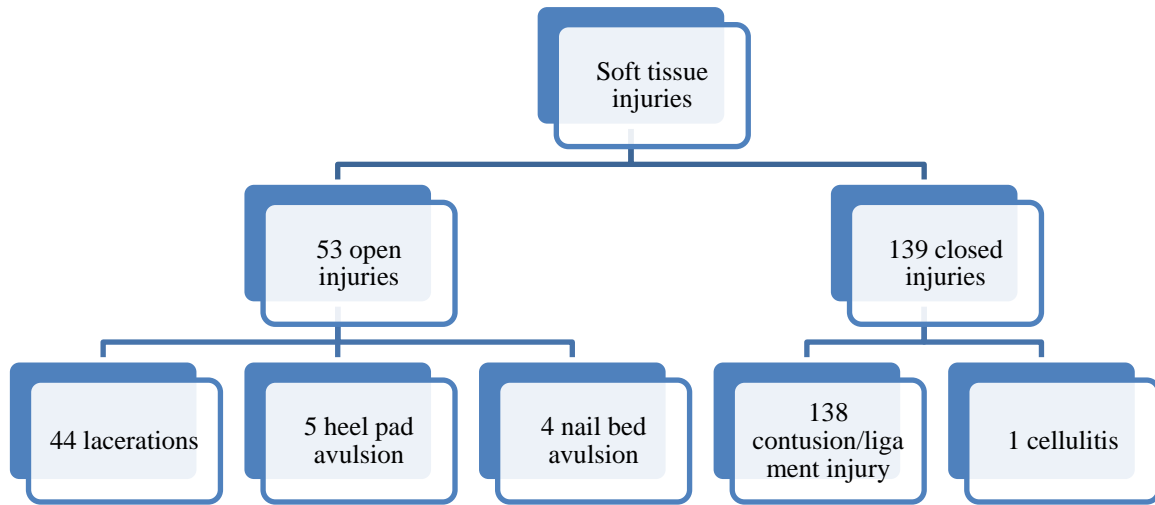 Soft tissue
injuries
53 open
injuries
139 closed
injuries
44 lacerations
5 heel pad
avulsion
4 nail bed
avulsion
138
contusion/liga
ment injury
1 cellulitis